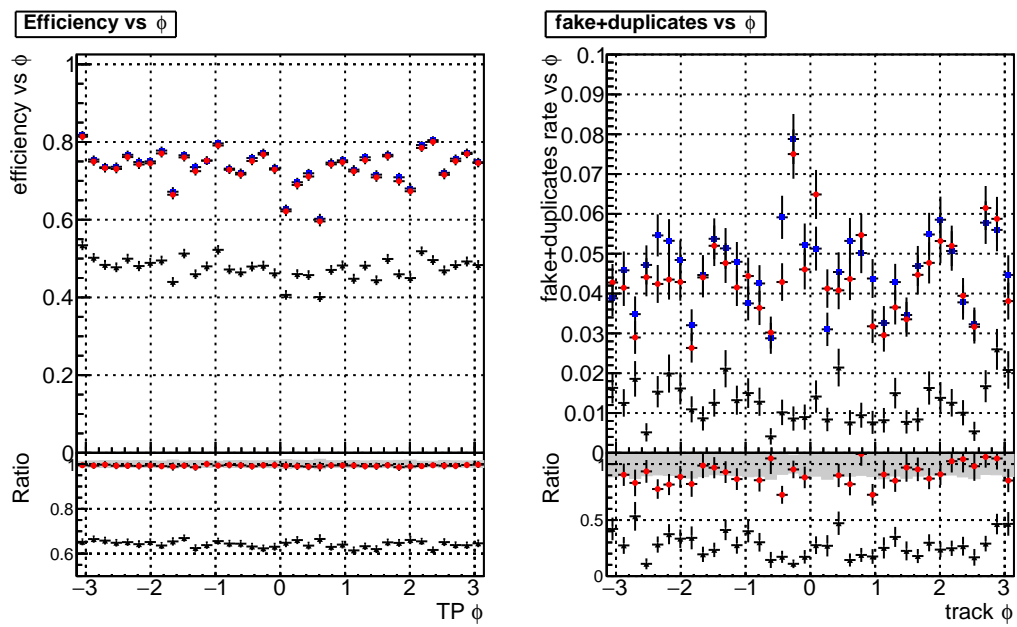 Efficiency vs ϕ
efficiency vs ϕ
1
0.8
0.6
0.4
0.2
0
Ratio
1
0.8
0.6
−3 −2 −1 0 1 2 3
TP ϕ
fake+duplicates vs ϕ
fake+duplicates rate vs ϕ
0.1
0.09
0.08
0.07
0.06
0.05
0.04
0.03
0.02
0.01
0
Ratio
1
0.5
0
−3 −2 −1 0 1 2 3
track ϕ